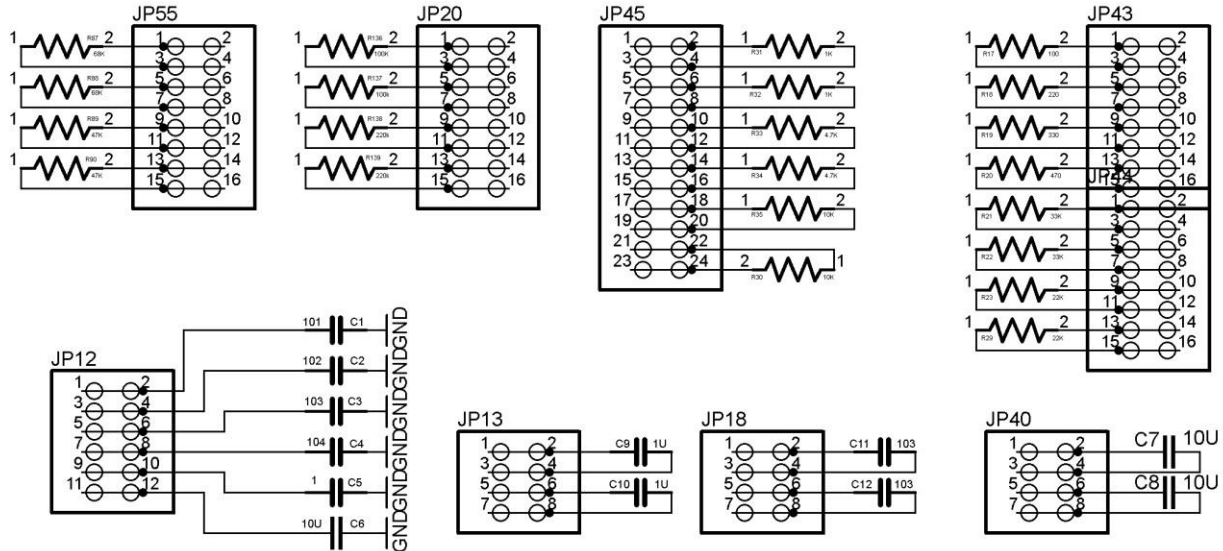 JP55
1 R87 68K 2 1 2
3 4
1 R88 68K 2 5 6
7 8
1 R89 47K 2 9 10
11 12
1 R90 47K 2 13 14
15 16
JP20
1 R136 100K 2 1 2
3 4
1 R137 100k 2 5 6
7 8
1 R138 220k 2 9 10
11 12
1 R139 220k 2 13 14
15 16
JP45
1 2 1 R31 1K 2
3 4
5 6 1 R32 1K 2
7 8
9 10 1 R33 4.7K 2
11 12
13 14 1 R34 4.7K 2
15 16
17 18 1 R35 10K 2
19 20
21 22
23 24 2 R30 10K 1
JP43
1 R17 100 2 1 2
3 4
1 R18 220 2 5 6
7 8
1 R19 330 2 9 10
11 12
1 R20 470 2 13 14
15 16
1 R21 33K 2 1 2
3 4
1 R22 33K 2 5 6
7 8
1 R23 22K 2 9 10
11 12
1 R29 22K 2 13 14
15 16
JP12
1 2 101 C1 GND
3 4 102 C2 GND
5 6 103 C3 GND
7 8 104 C4 GND
9 10 1 C5 GND
11 12 10U C6 GND
JP13
1 2 C9 1U
3 4
5 6 C10 1U
7 8
JP18
1 2 C11 103
3 4
5 6 C12 103
7 8
JP40
1 2 C7 10U
3 4
5 6 C8 10U
7 8